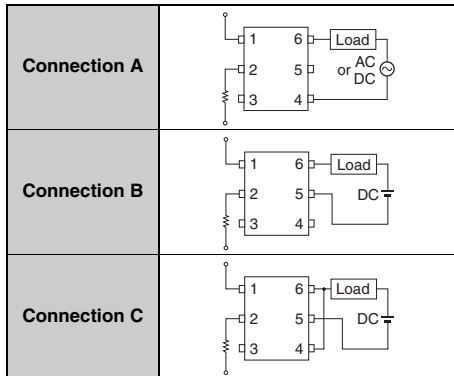 Connection A
1 6 Load
2 5 or AC DC
3 4
Connection B
1 6 Load
2 5 DC
3 4
Connection C
1 6 Load
2 5 DC
3 4